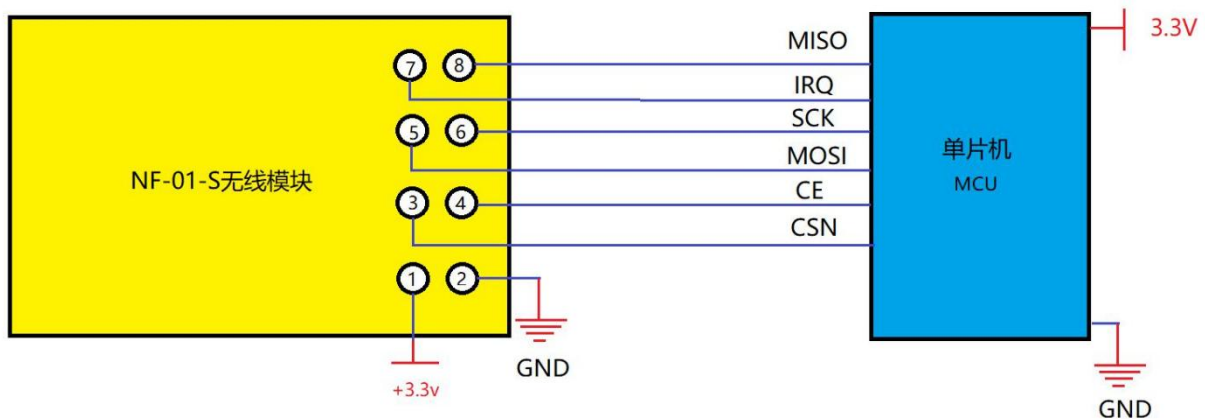 MISO
3.3V
7 8
IRQ
SCK
5 6
MOSI
NF-01-S无线模块
单片机
MCU
CE
3 4
CSN
1 2
GND
+3.3v
GND